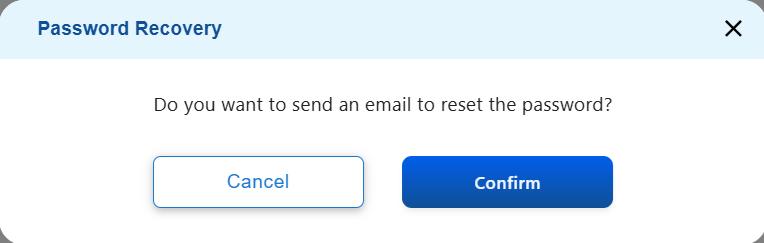 Password Recovery
Do you want to send an email to reset the password?
Cancel
Confirm